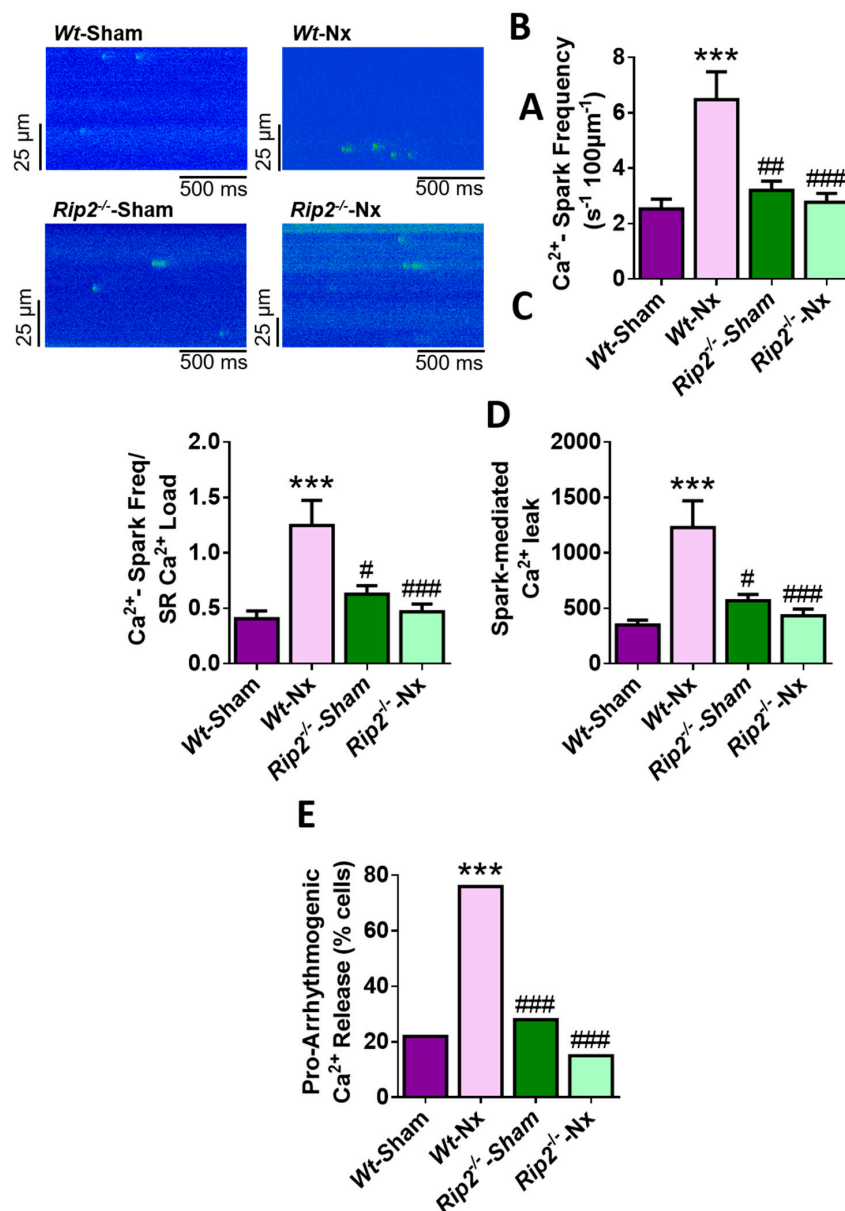 Wt-Sham
Wt-Nx
25 µm
500 ms
25 µm
500 ms
Rip2-/--Sham
Rip2-/--Nx
25 µm
500 ms
25 µm
500 ms
B
A
C
Ca2+- Spark Frequency
(s-1 100µm-1)
8
6
4
2
0
***
##
###
Wt-Sham
Wt-Nx
Rip2-/--Sham
Rip2-/--Nx
Ca2+- Spark Freq/
SR Ca2+ Load
2.0
1.5
1.0
0.5
0.0
***
#
###
Wt-Sham
Wt-Nx
Rip2-/--Sham
Rip2-/--Nx
D
Spark-mediated
Ca2+ leak
2000
1500
1000
500
0
***
#
###
Wt-Sham
Wt-Nx
Rip2-/--Sham
Rip2-/--Nx
E
Pro-Arrhythmogenic
Ca2+ Release (% cells)
80
60
40
20
0
***
###
###
Wt-Sham
Wt-Nx
Rip2-/--Sham
Rip2-/--Nx